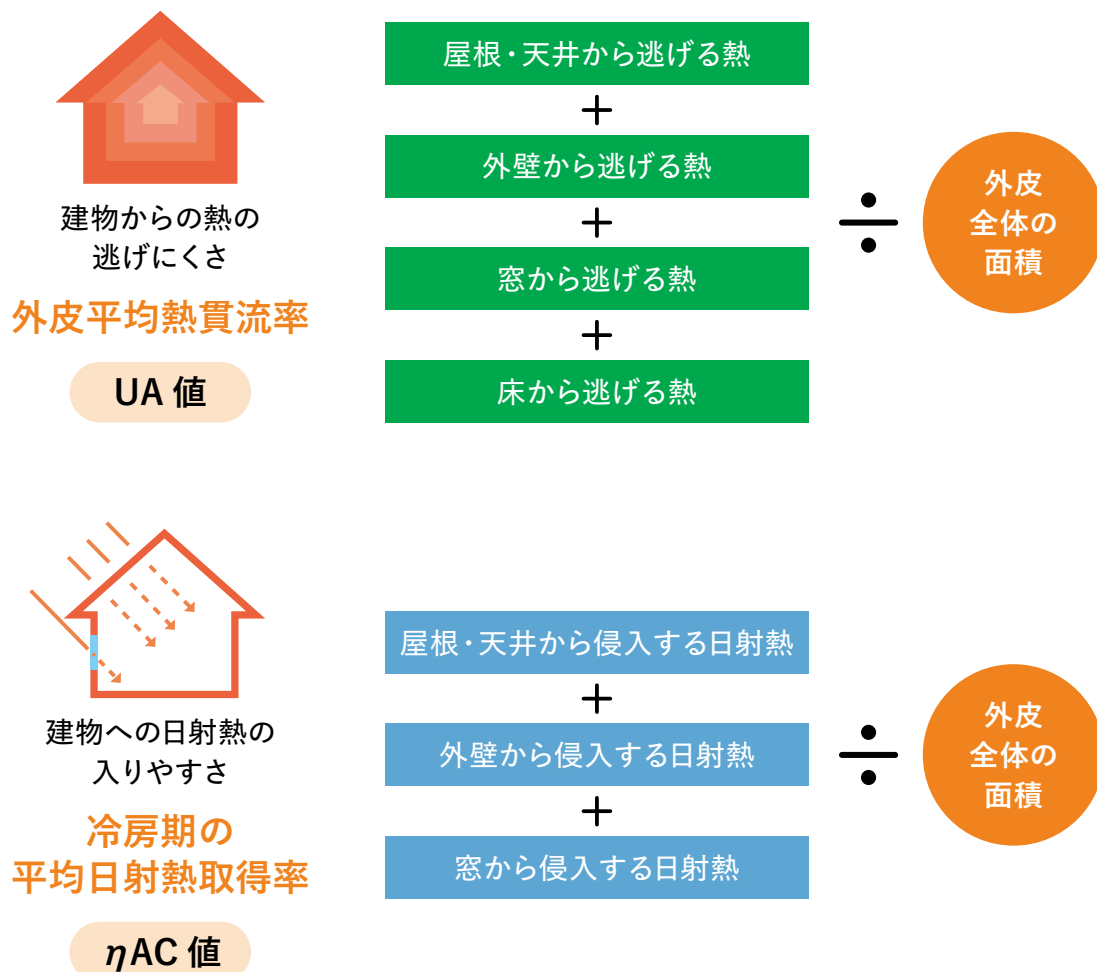 建物からの熱の
逃げにくさ
外皮平均熱貫流率
UA 値
屋根・天井から逃げる熱
+
外壁から逃げる熱
+
窓から逃げる熱
+
床から逃げる熱
÷
外皮
全体の
面積
建物への日射熱の
入りやすさ
冷房期の
平均日射熱取得率
ηAC 値
屋根・天井から侵入する日射熱
+
外壁から侵入する日射熱
+
窓から侵入する日射熱
÷
外皮
全体の
面積